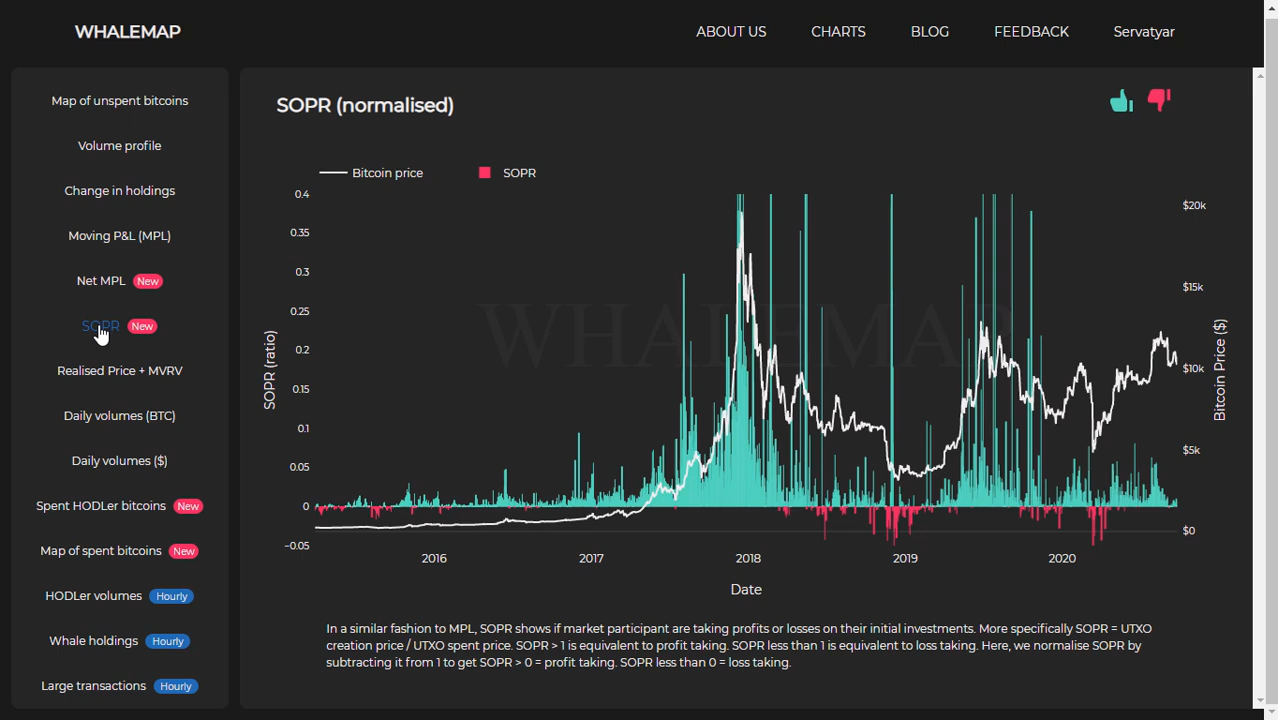 WHALEMAP
ABOUT US
CHARTS
BLOG
FEEDBACK
Servatyar
Map of unspent bitcoins
Volume profile
Change in holdings
Moving P&L (MPL)
Net MPL New
SOPR New
Realised Price + MVRV
Daily volumes (BTC)
Daily volumes ($)
Spent HODLer bitcoins New
Map of spent bitcoins New
HODLer volumes Hourly
Whale holdings Hourly
Large transactions Hourly
SOPR (normalised)
Bitcoin price
SOPR
WHALEMAP
SOPR (ratio)
0.4
0.35
0.3
0.25
0.2
0.15
0.1
0.05
0
−0.05
$20k
$15k
$10k
$5k
$0
Bitcoin Price ($)
2016
2017
2018
2019
2020
Date
In a similar fashion to MPL, SOPR shows if market participant are taking profits or losses on their initial investments. More specifically SOPR = UTXO
creation price / UTXO spent price. SOPR > 1 is equivalent to profit taking. SOPR less than 1 is equivalent to loss taking. Here, we normalise SOPR by
subtracting it from 1 to get SOPR > 0 = profit taking. SOPR less than 0 = loss taking.